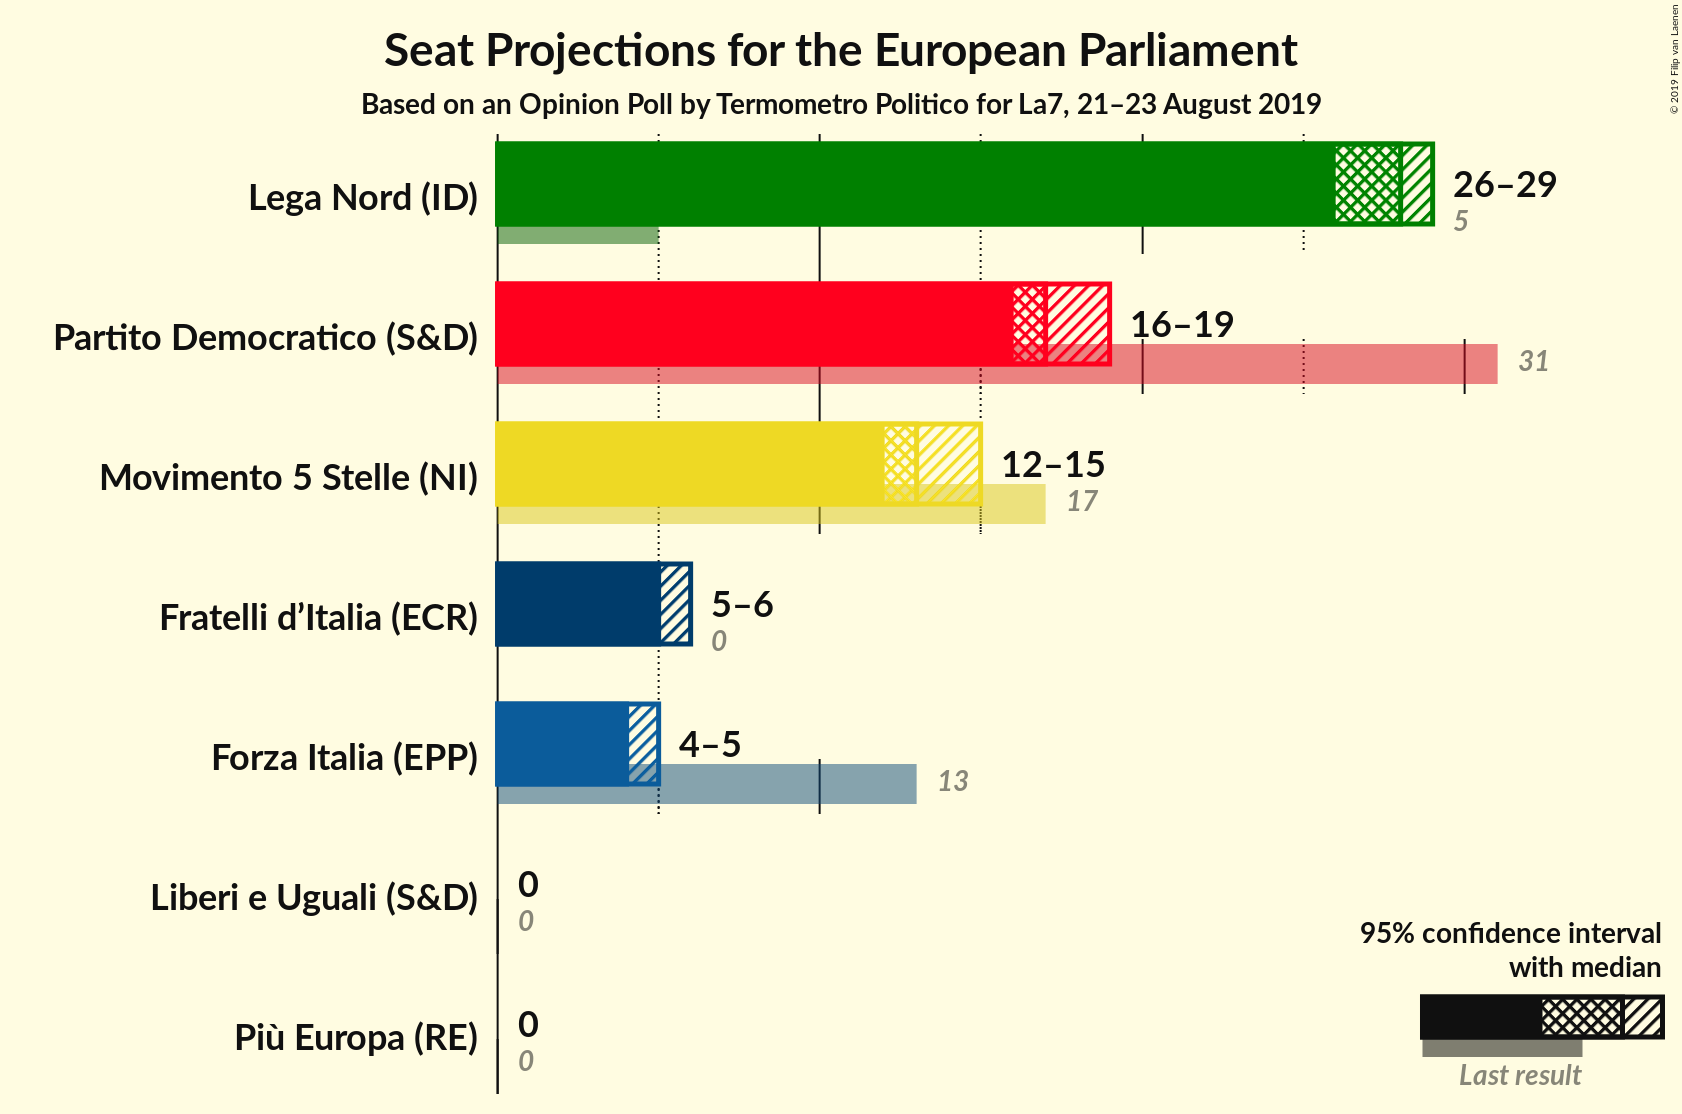 Seat Projections for the European Parliament
Based on an Opinion Poll by Termometro Politico for La7, 21–23 August 2019
© 2019 Filip van Laenen
Lega Nord (ID)
26–29
5
Partito Democratico (S&D)
16–19
31
Movimento 5 Stelle (NI)
12–15
17
Fratelli d’Italia (ECR)
5–6
0
Forza Italia (EPP)
4–5
13
Liberi e Uguali (S&D)
0
0
Più Europa (RE)
0
0
95% confidence interval
with median
Last result